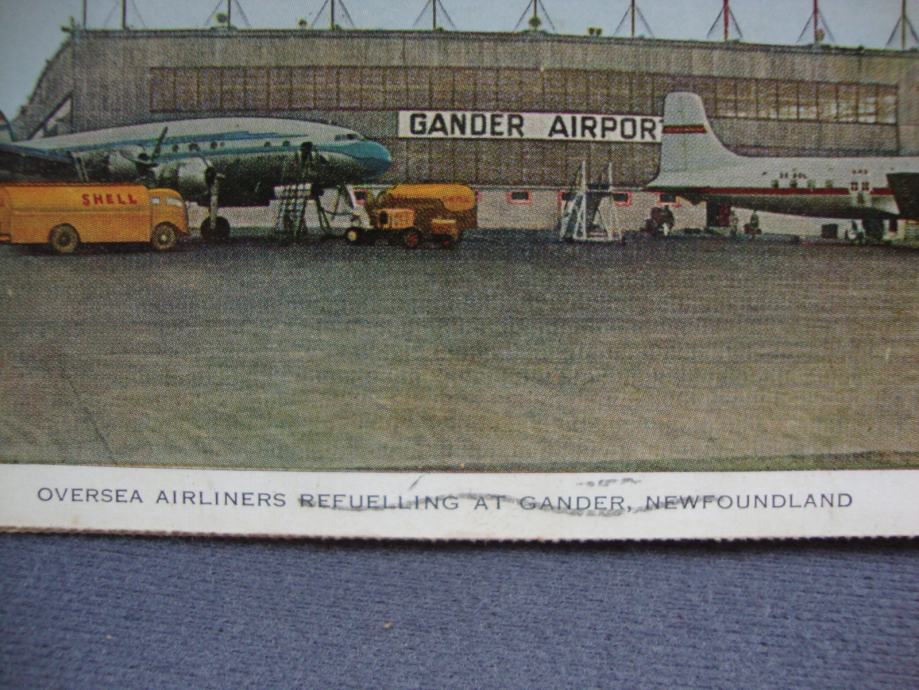 GANDER AIRPOR
SHELL
OVERSEA AIRLINERS REFUELLING AT GANDER, NEWFOUNDLAND